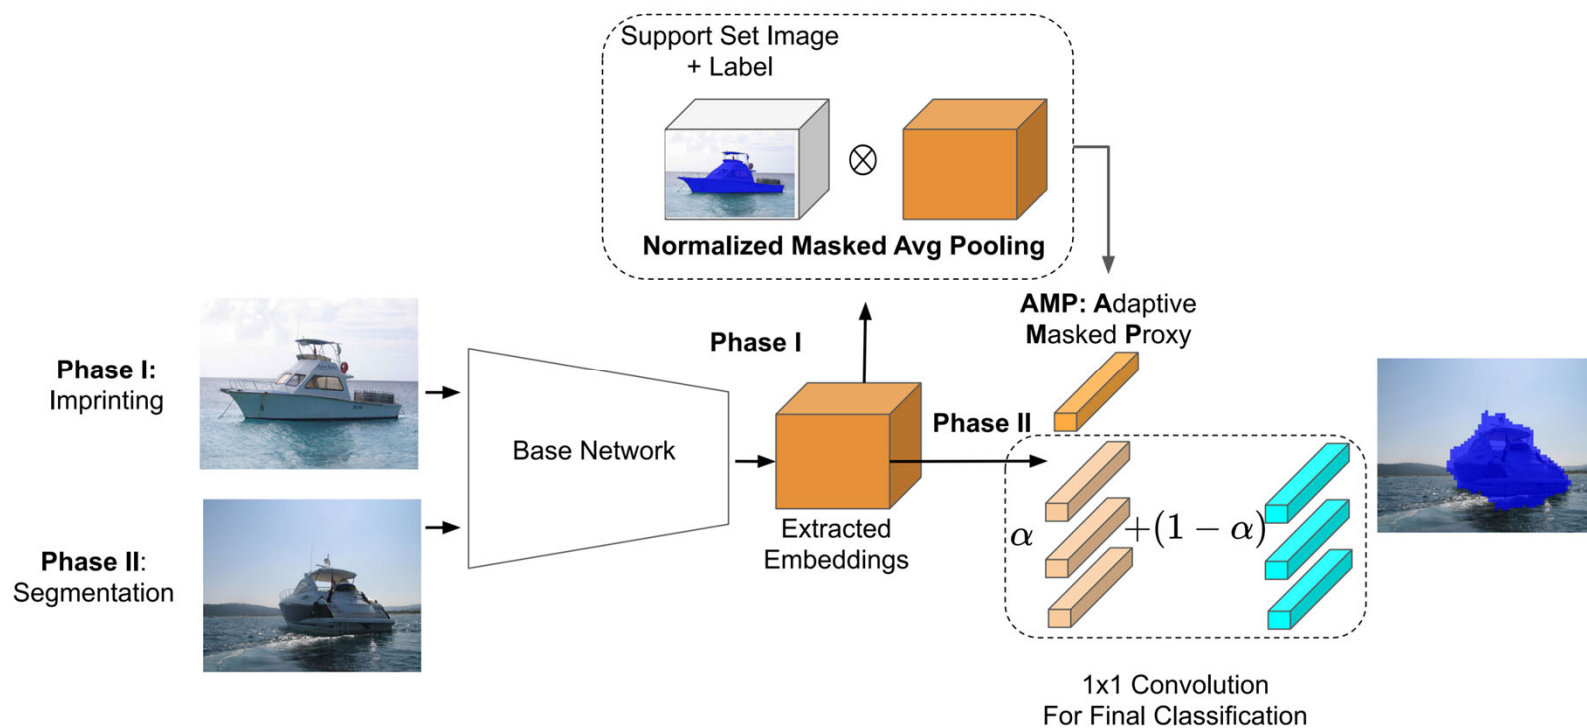 Support Set Image
+ Label
Normalized Masked Avg Pooling
AMP: Adaptive
Masked Proxy
Phase I:
Imprinting
Phase I
Base Network
Phase II
Extracted
Embeddings
α
+(1 − α)
Phase II:
Segmentation
1x1 Convolution
For Final Classification